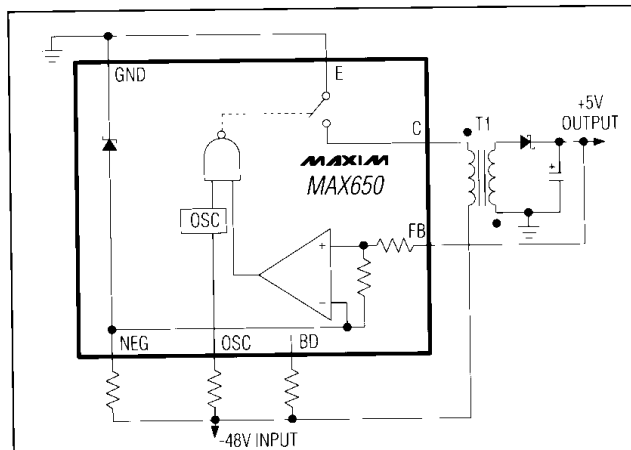 GND
E
C
T1
+5V
OUTPUT
MAXIM
MAX650
OSC
+
+
FB
−
NEG
OSC
BD
-48V INPUT